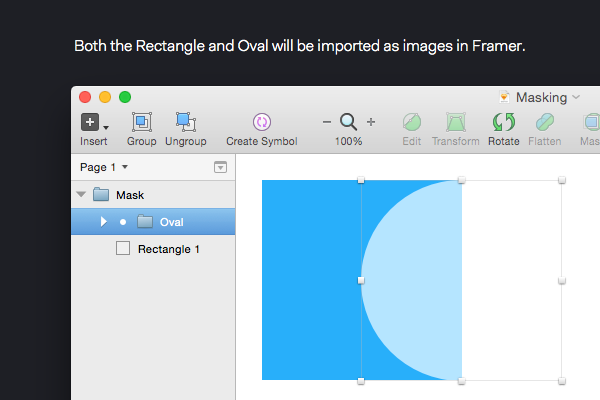 Both the Rectangle and Oval will be imported as images in Framer.
Masking
Insert Group Ungroup Create Symbol 100% Edit Transform Rotate Flatten Mas
Page 1
Mask
Oval
Rectangle 1